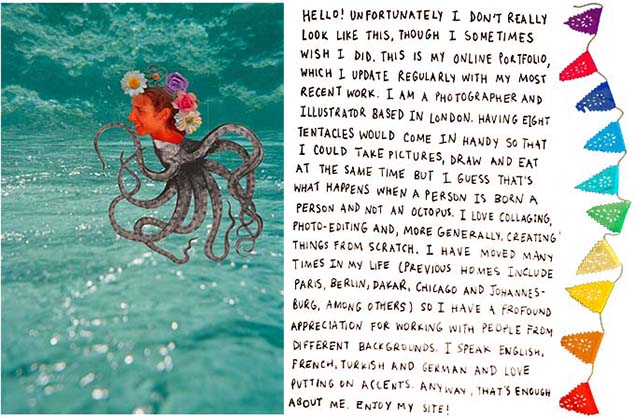 HELLO! UNFORTUNATELY I DON'T REALLY
LOOK LIKE THIS, THOUGH I SOMETIMES
WISH I DID. THIS IS MY ONLINE PORTFOLIO,
WHICH I UPDATE REGULARLY WITH MY MOST
RECENT WORK. I AM A PHOTOGRAPHER AND
ILLUSTRATOR BASED IN LONDON. HAVING EIGHT
TENTACLES WOULD COME IN HANDY SO THAT
I COULD TAKE PICTURES, DRAW AND EAT
AT THE SAME TIME BUT I GUESS THAT'S
WHAT HAPPENS WHEN A PERSON IS BORN A
PERSON AND NOT AN OCTOPUS. I LOVE COLLAGING,
PHOTO-EDITING AND, MORE GENERALLY, CREATING
THINGS FROM SCRATCH. I HAVE MOVED MANY
TIMES IN MY LIFE (PREVIOUS HOMES INCLUDE
PARIS, BERLIN, DAKAR, CHICAGO AND JOHANNES-
BURG, AMONG OTHERS) SO I HAVE A PROFOUND
APPRECIATION FOR WORKING WITH PEOPLE FROM
DIFFERENT BACKGROUNDS. I SPEAK ENGLISH,
FRENCH, TURKISH AND GERMAN AND LOVE
PUTTING ON ACCENTS. ANYWAY, THAT'S ENOUGH
ABOUT ME. ENJOY MY SITE!